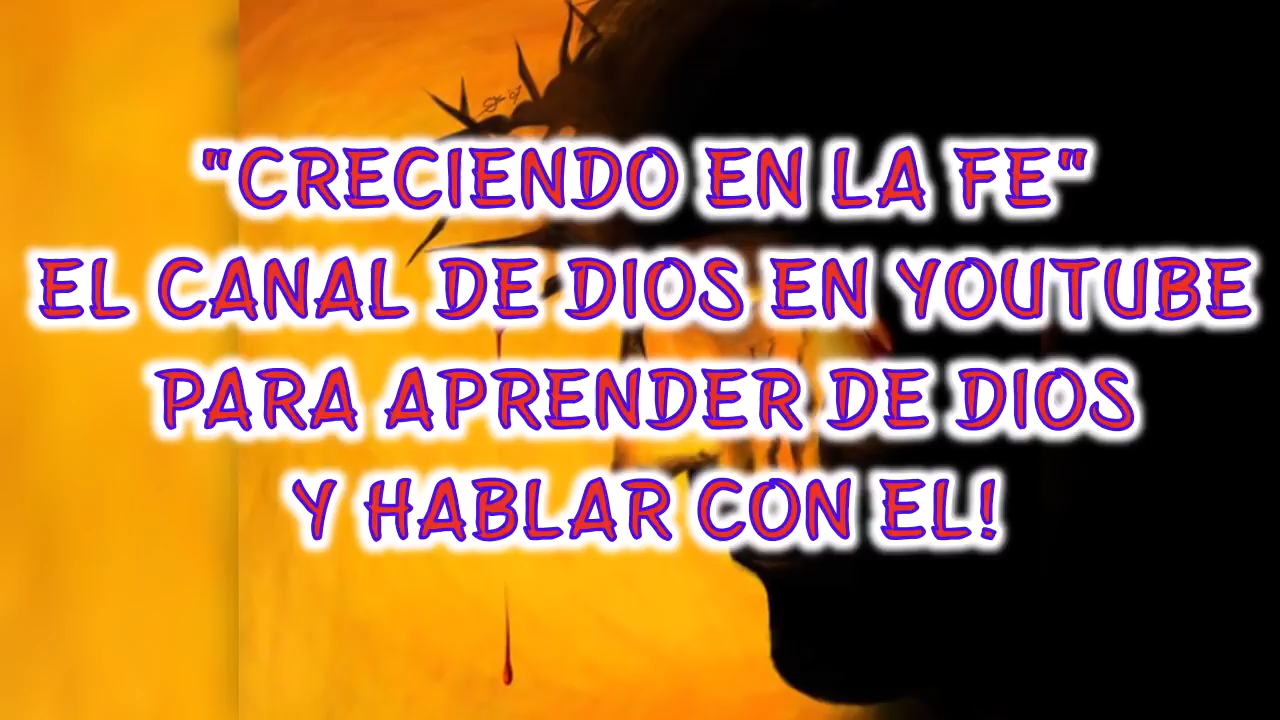 "CRECIENDO EN LA FE"
EL CANAL DE DIOS EN YOUTUBE
PARA APRENDER DE DIOS
Y HABLAR CON EL!